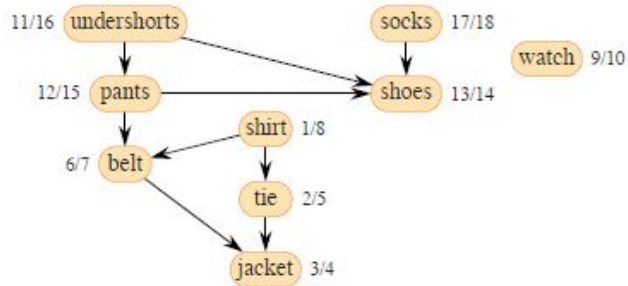 11/16 undershorts socks 17/18
watch 9/10
12/15 pants shoes 13/14
shirt 1/8
6/7 belt
tie 2/5
jacket 3/4